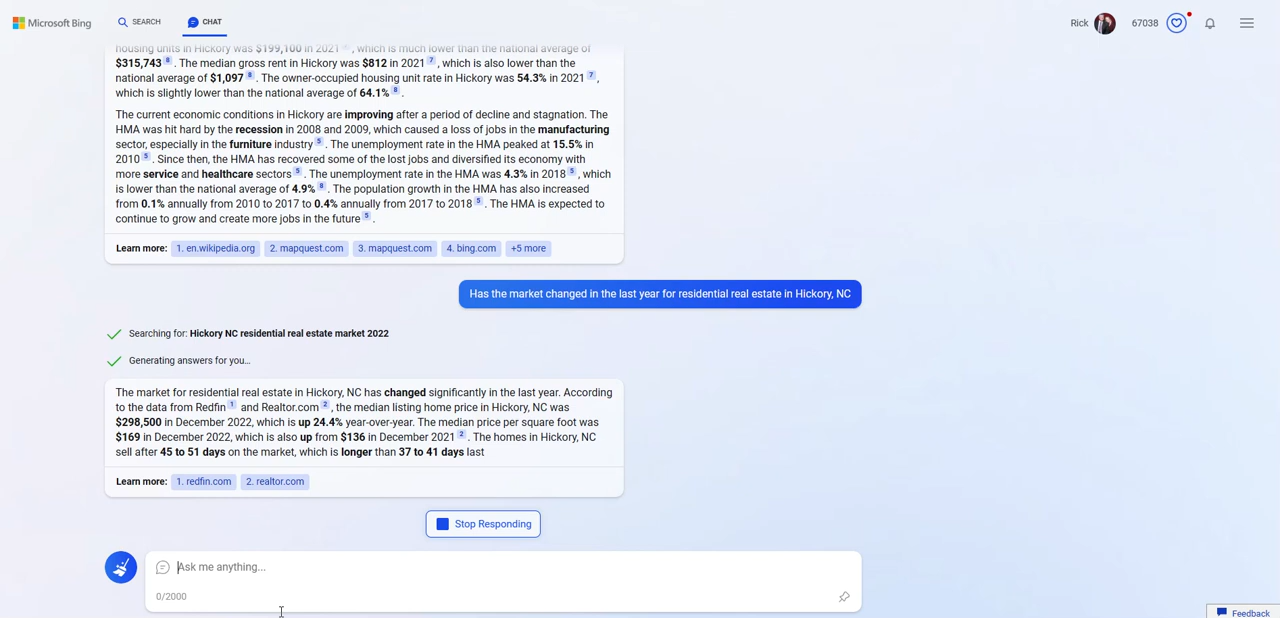 Microsoft Bing
SEARCH
CHAT
Rick
67038
housing units in Hickory was $199,100 in 2021, which is much lower than the national average of
$315,743 8. The median gross rent in Hickory was $812 in 2021 7, which is also lower than the
national average of $1,097 8. The owner-occupied housing unit rate in Hickory was 54.3% in 2021 7,
which is slightly lower than the national average of 64.1% 8.
The current economic conditions in Hickory are improving after a period of decline and stagnation. The
HMA was hit hard by the recession in 2008 and 2009, which caused a loss of jobs in the manufacturing
sector, especially in the furniture industry 5. The unemployment rate in the HMA peaked at 15.5% in
2010 5. Since then, the HMA has recovered some of the lost jobs and diversified its economy with
more service and healthcare sectors 5. The unemployment rate in the HMA was 4.3% in 2018 5, which
is lower than the national average of 4.9% 8. The population growth in the HMA has also increased
from 0.1% annually from 2010 to 2017 to 0.4% annually from 2017 to 2018 5. The HMA is expected to
continue to grow and create more jobs in the future 5.
Learn more: 1. en.wikipedia.org 2. mapquest.com 3. mapquest.com 4. bing.com +5 more
Has the market changed in the last year for residential real estate in Hickory, NC
Searching for: Hickory NC residential real estate market 2022
Generating answers for you...
The market for residential real estate in Hickory, NC has changed significantly in the last year. According
to the data from Redfin 1 and Realtor.com 2, the median listing home price in Hickory, NC was
$298,500 in December 2022, which is up 24.4% year-over-year. The median price per square foot was
$169 in December 2022, which is also up from $136 in December 2021 2. The homes in Hickory, NC
sell after 45 to 51 days on the market, which is longer than 37 to 41 days last
Learn more: 1. redfin.com 2. realtor.com
Stop Responding
Ask me anything...
0/2000
Feedback